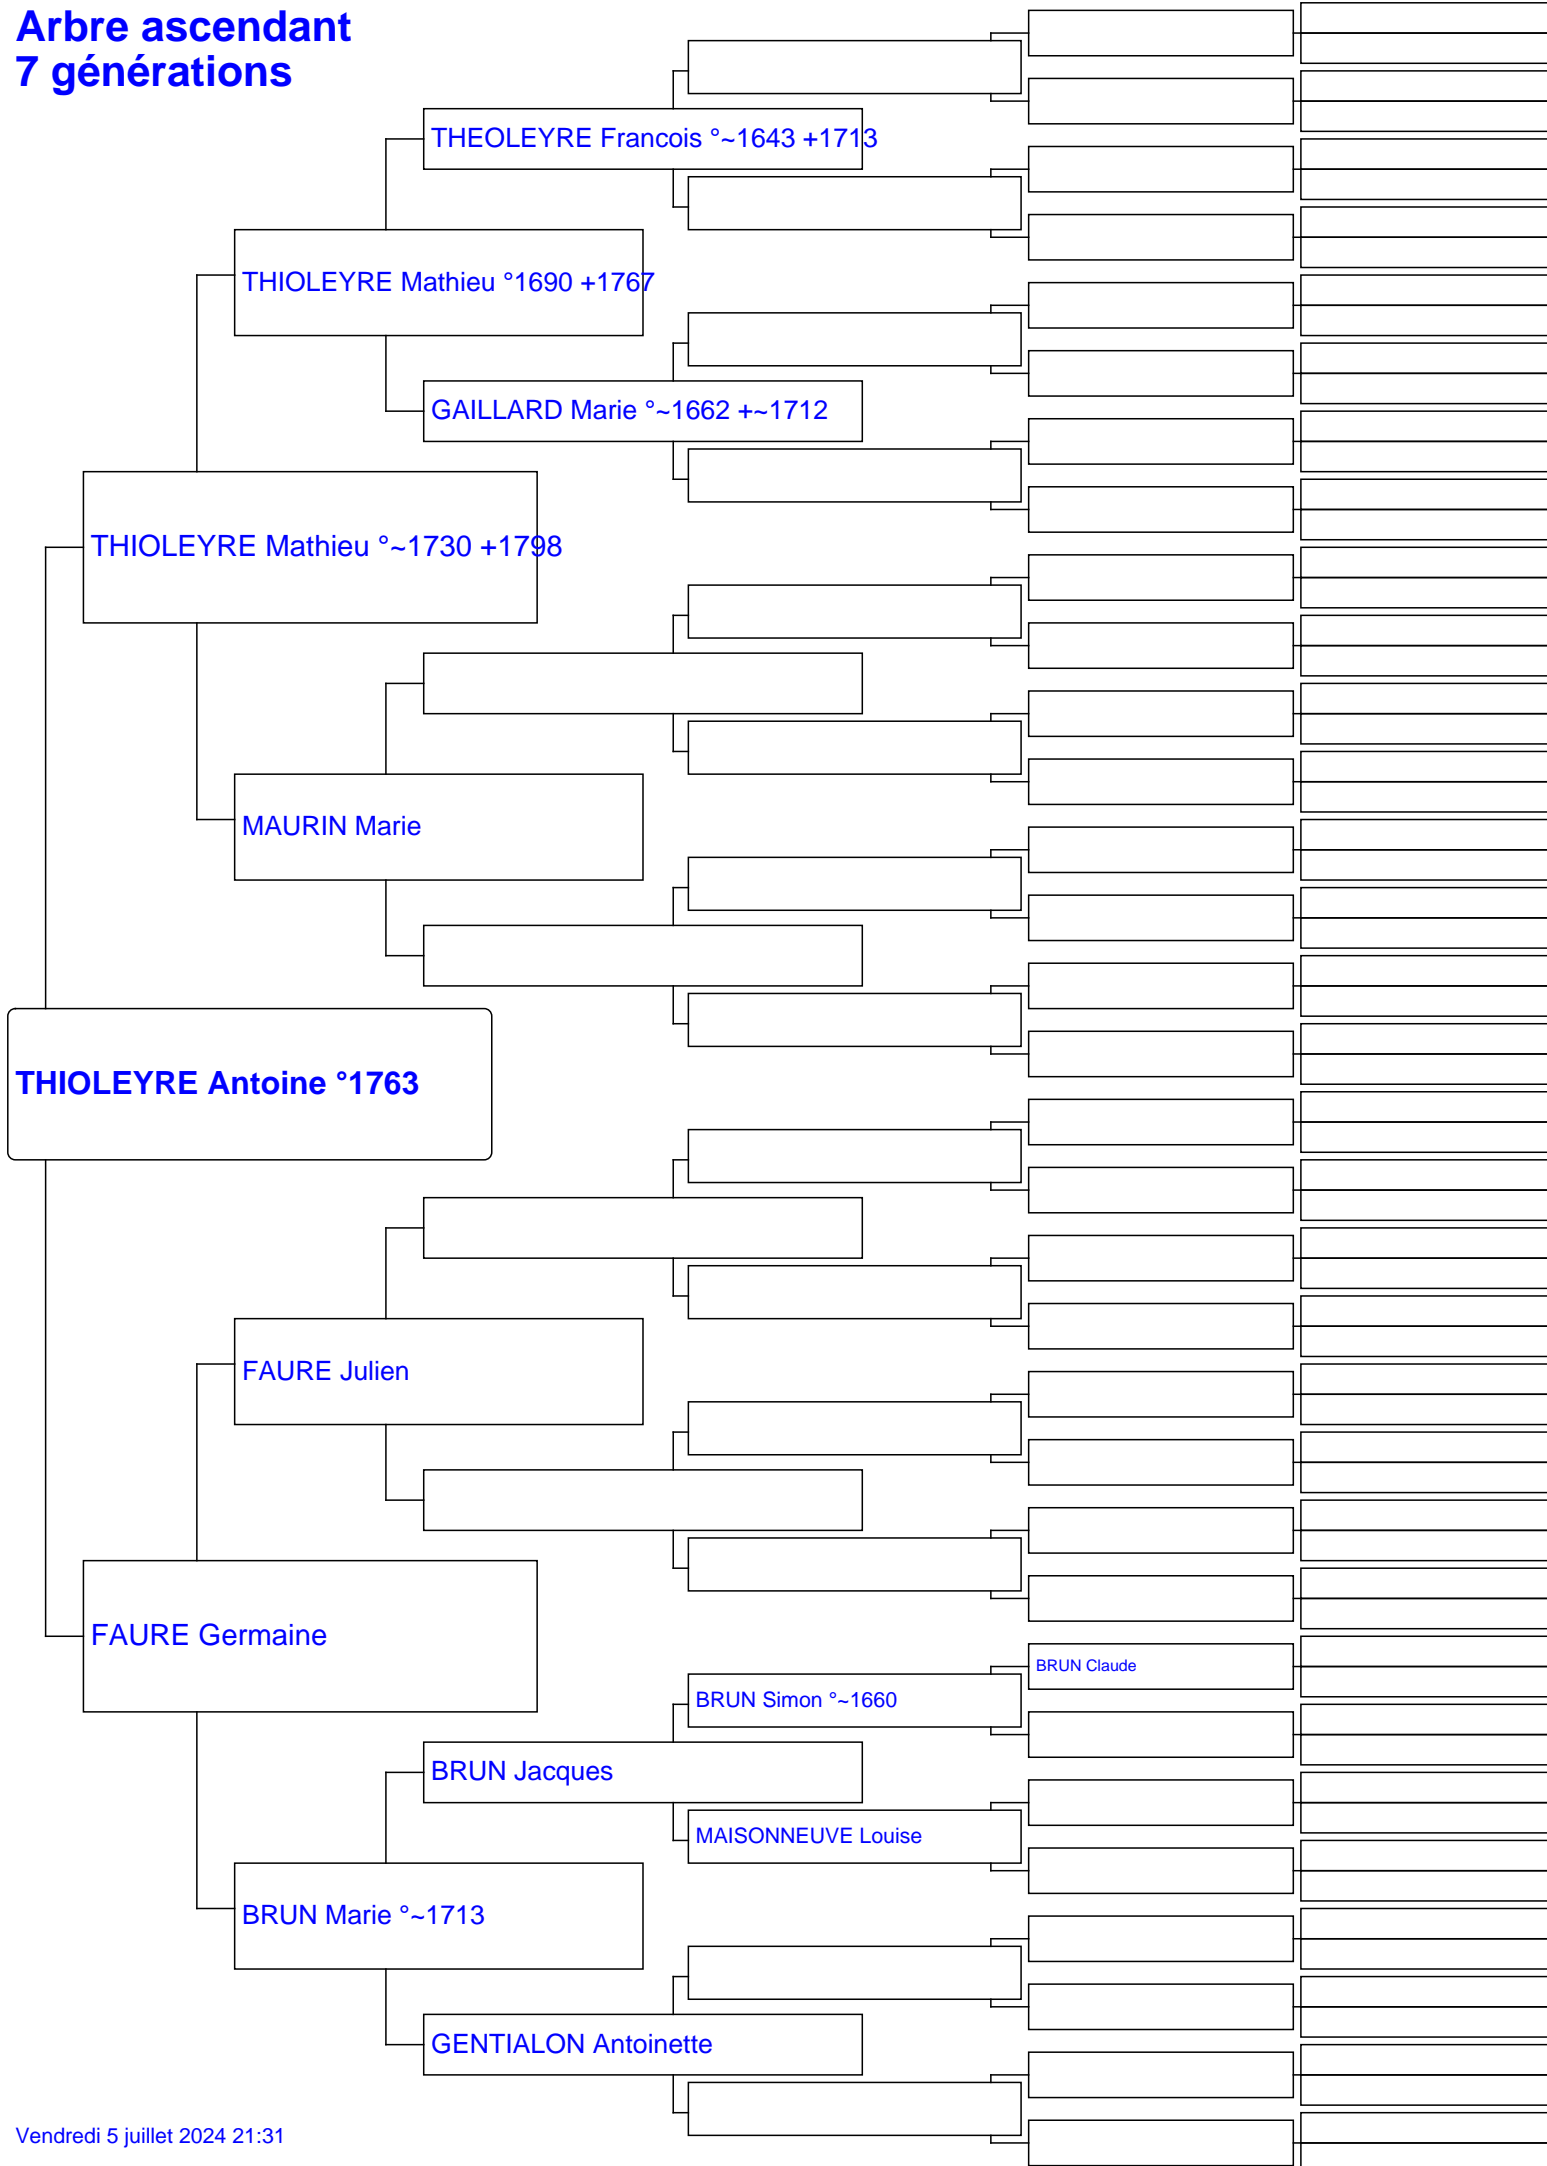 Arbre ascendant
7 générations
THEOLEYRE Francois °~1643 +1713
THIOLEYRE Mathieu °1690 +1767
GAILLARD Marie °~1662 +~1712
THIOLEYRE Mathieu °~1730 +1798
MAURIN Marie
THIOLEYRE Antoine °1763
FAURE Julien
FAURE Germaine
BRUN Claude
BRUN Simon °~1660
BRUN Jacques
MAISONNEUVE Louise
BRUN Marie °~1713
GENTIALON Antoinette
Vendredi 5 juillet 2024 21:31